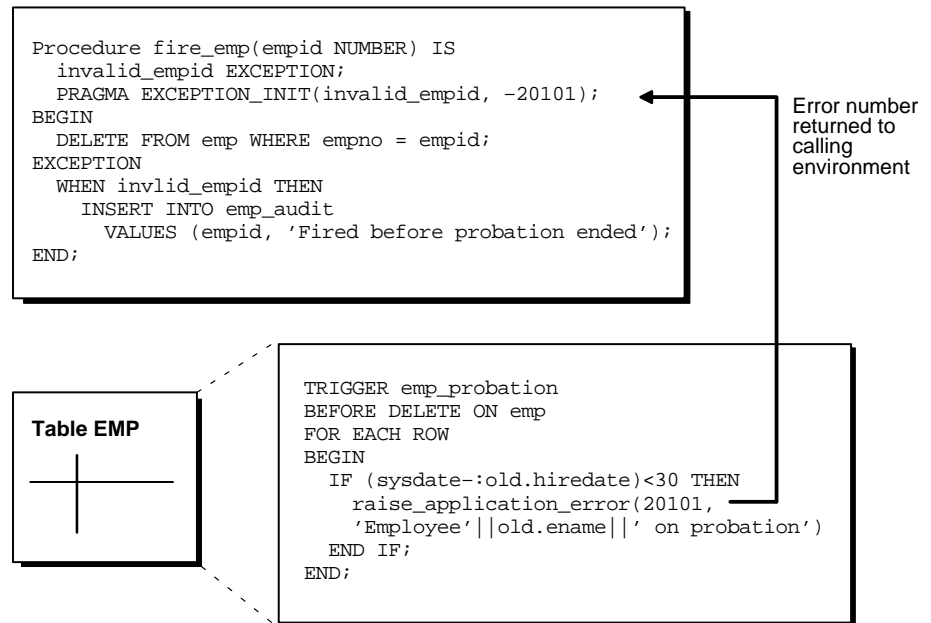 Procedure fire_emp(empid NUMBER) IS
  invalid_empid EXCEPTION;
  PRAGMA EXCEPTION_INIT(invalid_empid, –20101);
BEGIN
  DELETE FROM emp WHERE empno = empid;
EXCEPTION
  WHEN invlid_empid THEN
    INSERT INTO emp_audit
      VALUES (empid, ’Fired before probation ended’);
END;
Error number
returned to
calling
environment
Table EMP
TRIGGER emp_probation
BEFORE DELETE ON emp
FOR EACH ROW
BEGIN
  IF (sysdate–:old.hiredate)<30 THEN
    raise_application_error(20101,
    ’Employee’||old.ename||’ on probation’)
  END IF;
END;